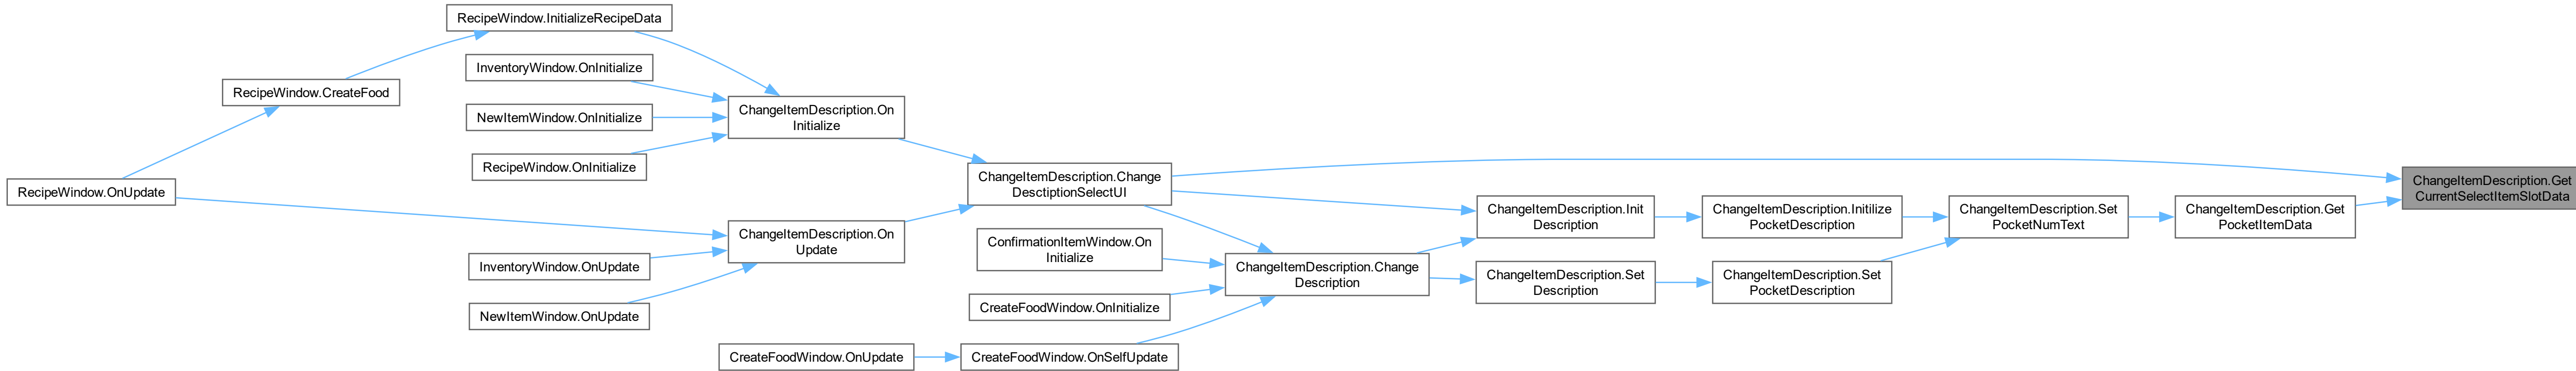 RecipeWindow.InitializeRecipeData
InventoryWindow.OnInitialize
RecipeWindow.CreateFood
ChangeItemDescription.On
Initialize
NewItemWindow.OnInitialize
RecipeWindow.OnInitialize
RecipeWindow.OnUpdate
ChangeItemDescription.Change
DesctiptionSelectUI
ChangeItemDescription.Get
CurrentSelectItemSlotData
ChangeItemDescription.On
Update
ChangeItemDescription.Init
Description
ChangeItemDescription.Initilize
PocketDescription
ChangeItemDescription.Set
PocketNumText
ChangeItemDescription.Get
PocketItemData
ConfirmationItemWindow.On
Initialize
InventoryWindow.OnUpdate
ChangeItemDescription.Change
Description
ChangeItemDescription.Set
Description
ChangeItemDescription.Set
PocketDescription
NewItemWindow.OnUpdate
CreateFoodWindow.OnInitialize
CreateFoodWindow.OnUpdate
CreateFoodWindow.OnSelfUpdate